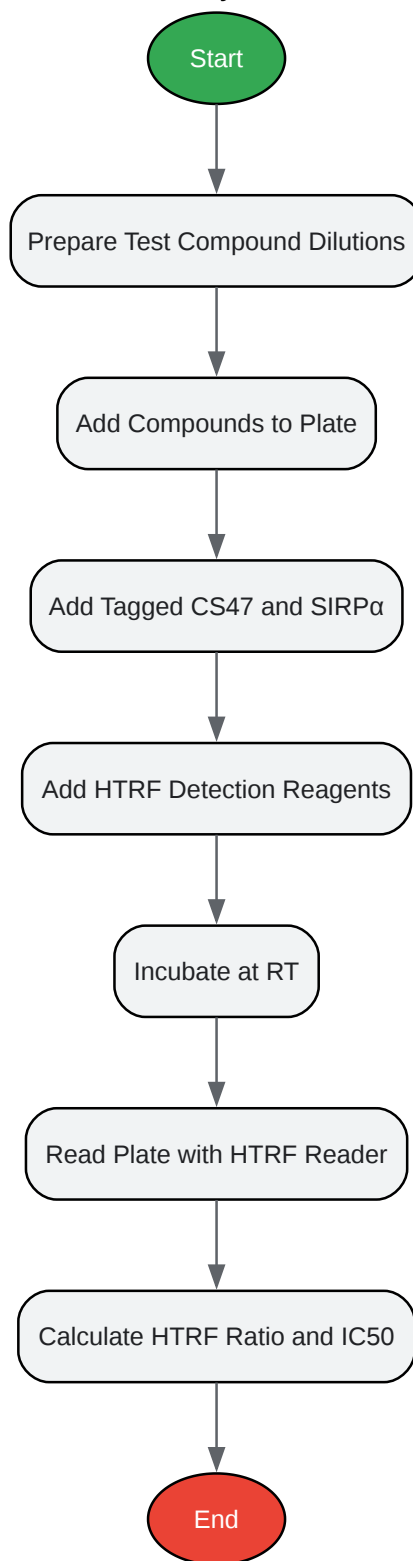 Start
Prepare Test Compound Dilutions
Add Compounds to Plate
Add Tagged CS47 and SIRPα
Add HTRF Detection Reagents
Incubate at RT
Read Plate with HTRF Reader
Calculate HTRF Ratio and IC50
End